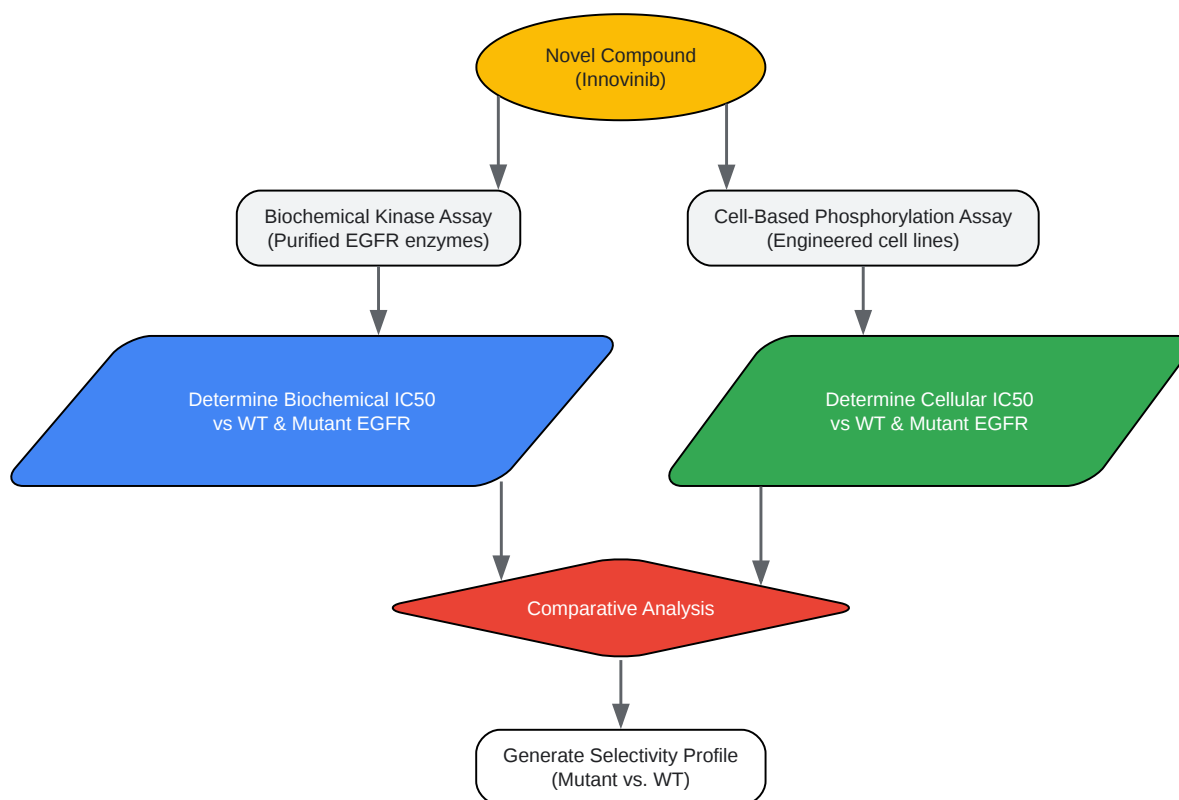 Novel Compound
(Innovinib)
Biochemical Kinase Assay
(Purified EGFR enzymes)
Cell-Based Phosphorylation Assay
(Engineered cell lines)
Determine Biochemical IC50
vs WT & Mutant EGFR
Determine Cellular IC50
vs WT & Mutant EGFR
Comparative Analysis
Generate Selectivity Profile
(Mutant vs. WT)